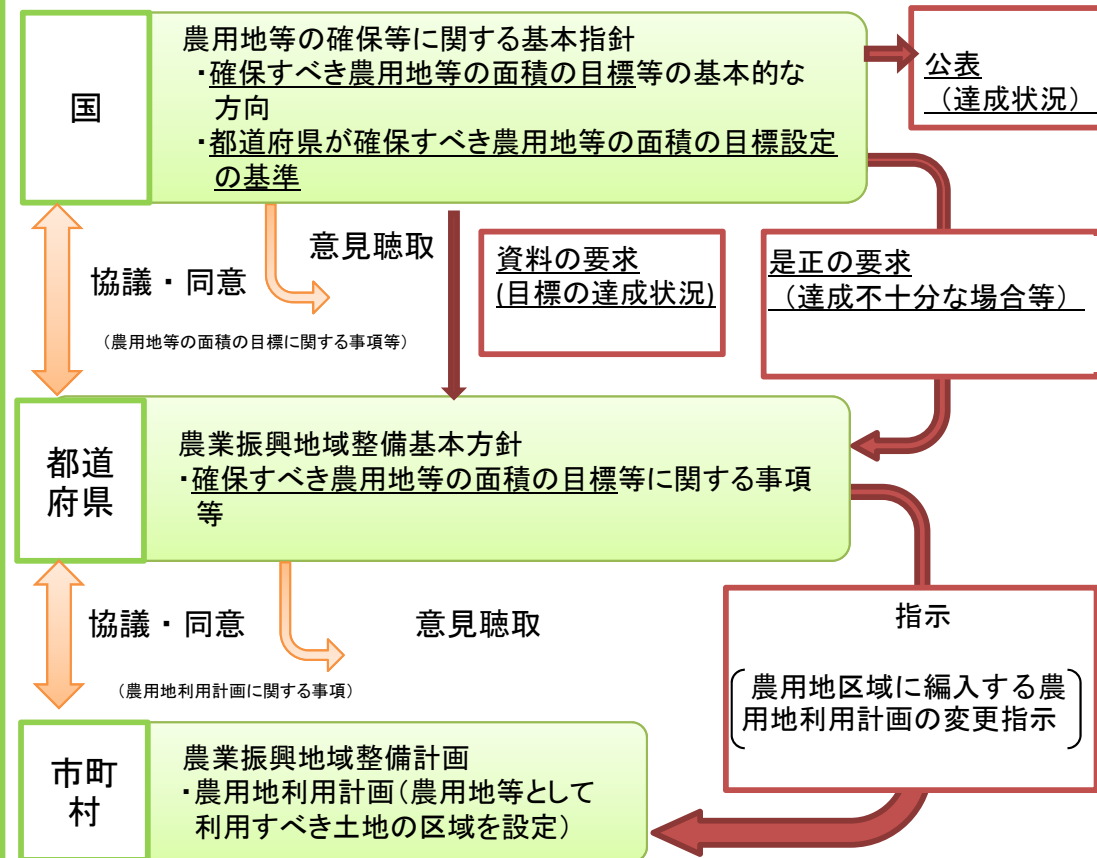 国
農用地等の確保等に関する基本指針
・確保すべき農用地等の面積の目標等の基本的な
方向
・都道府県が確保すべき農用地等の面積の目標設定
の基準
公表
（達成状況）
協議・同意
意見聴取
（農用地等の面積の目標に関する事項等）
資料の要求
(目標の達成状況)
是正の要求
（達成不十分な場合等）
都道
府県
農業振興地域整備基本方針
・確保すべき農用地等の面積の目標等に関する事項
等
協議・同意
意見聴取
（農用地利用計画に関する事項）
指示
農用地区域に編入する農
用地利用計画の変更指示
市町
村
農業振興地域整備計画
・農用地利用計画（農用地等として
利用すべき土地の区域を設定）